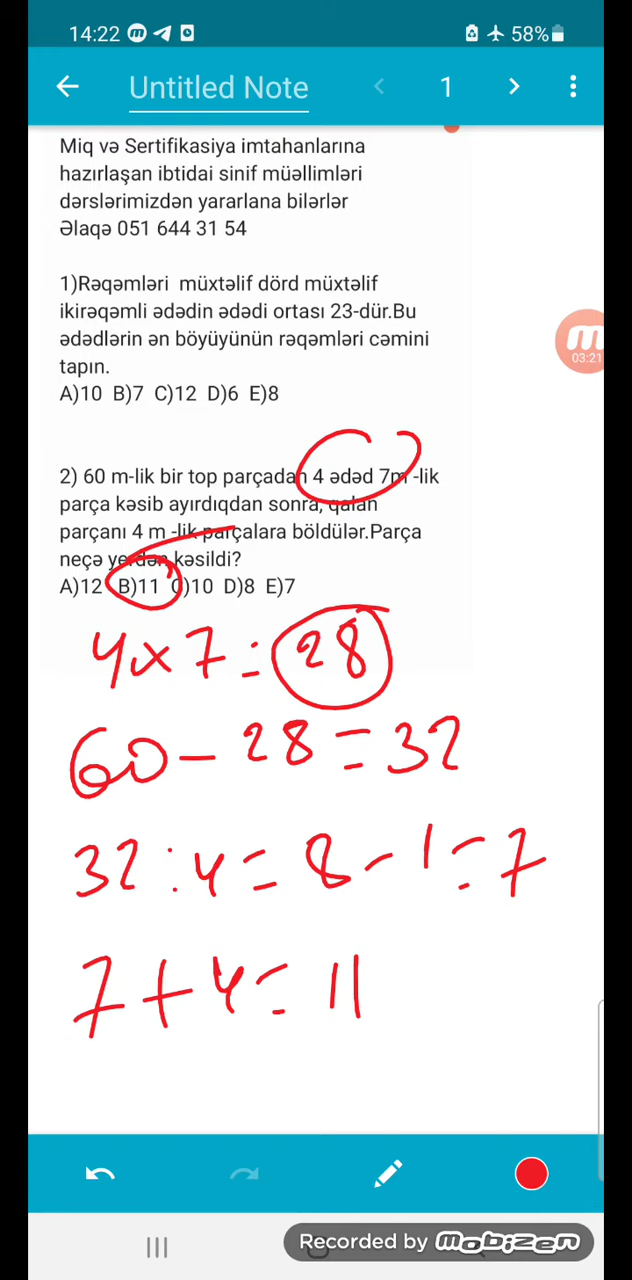 14:22
58%
Untitled Note
1
Miq və Sertifikasiya imtahanlarına
hazırlaşan ibtidai sinif müəllimləri
dərslərimizdən yararlana bilərlər
Əlaqə 051 644 31 54
1)Rəqəmləri müxtəlif dörd müxtəlif
ikirəqəmli ədədin ədədi ortası 23-dür.Bu
ədədlərin ən böyüyünün rəqəmləri cəmini
tapın.
A)10 B)7 C)12 D)6 E)8
03:21
2) 60 m-lik bir top parçadan 4 ədəd 7m -lik
parça kəsib ayırdıqdan sonra, qalan
parçanı 4 m -lik parçalara böldülər.Parça
neçə yerdən kəsildi?
A)12 B)11 C)10 D)8 E)7
4x7=28
60-28=32
32:4=8-1=7
7+4=11
Recorded by mobizen